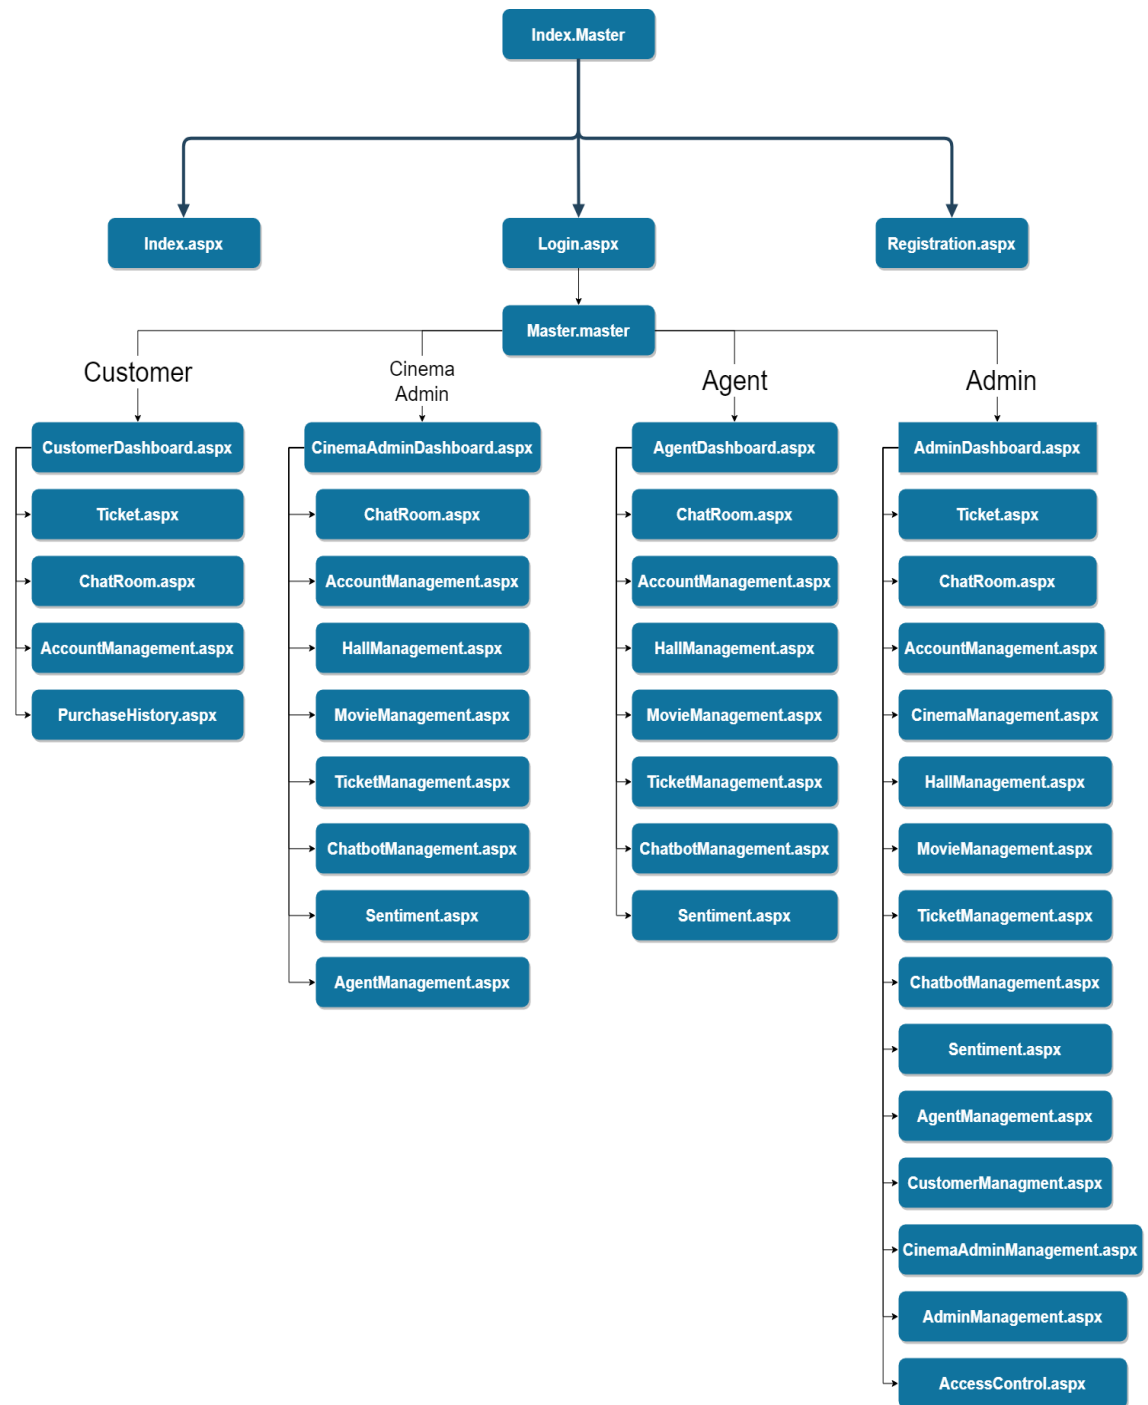 Index.Master
Index.aspx
Login.aspx
Registration.aspx
Master.master
Customer
Cinema
Admin
Agent
Admin
CustomerDashboard.aspx
Ticket.aspx
ChatRoom.aspx
AccountManagement.aspx
PurchaseHistory.aspx
CinemaAdminDashboard.aspx
ChatRoom.aspx
AccountManagement.aspx
HallManagement.aspx
MovieManagement.aspx
TicketManagement.aspx
ChatbotManagement.aspx
Sentiment.aspx
AgentManagement.aspx
AgentDashboard.aspx
ChatRoom.aspx
AccountManagement.aspx
HallManagement.aspx
MovieManagement.aspx
TicketManagement.aspx
ChatbotManagement.aspx
Sentiment.aspx
AdminDashboard.aspx
Ticket.aspx
ChatRoom.aspx
AccountManagement.aspx
CinemaManagement.aspx
HallManagement.aspx
MovieManagement.aspx
TicketManagement.aspx
ChatbotManagement.aspx
Sentiment.aspx
AgentManagement.aspx
CustomerManagment.aspx
CinemaAdminManagement.aspx
AdminManagement.aspx
AccessControl.aspx